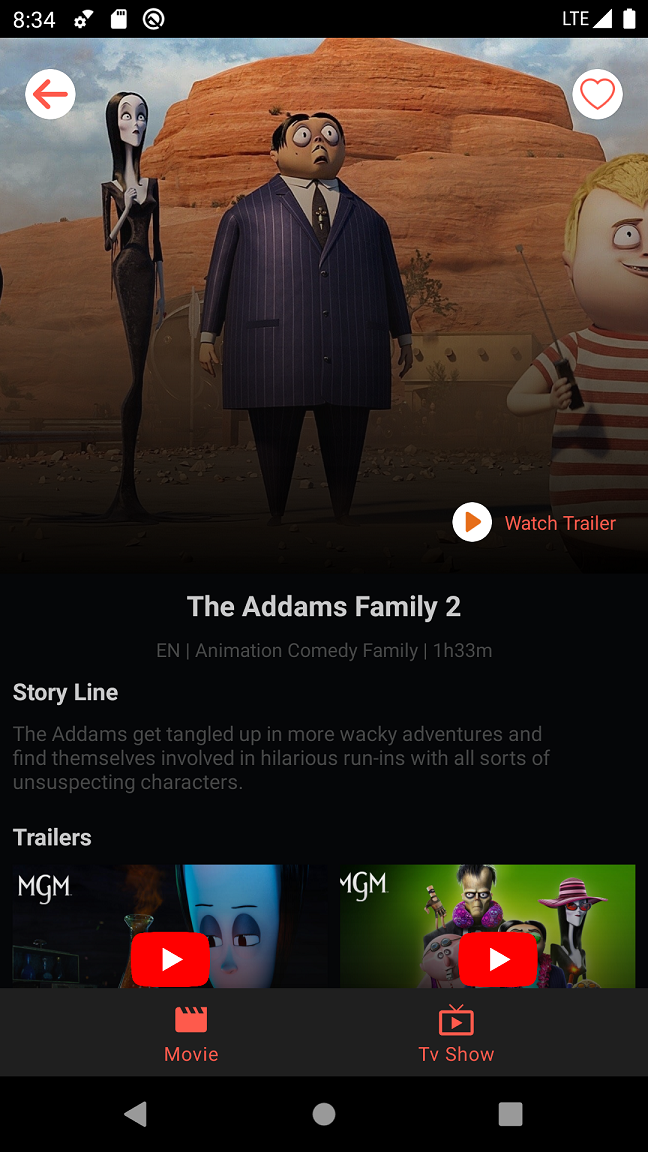 8:34
LTE
Watch Trailer
The Addams Family 2
EN | Animation Comedy Family | 1h33m
Story Line
The Addams get tangled up in more wacky adventures and
find themselves involved in hilarious run-ins with all sorts of
unsuspecting characters.
Trailers
MGM
MGM
Movie
Tv Show